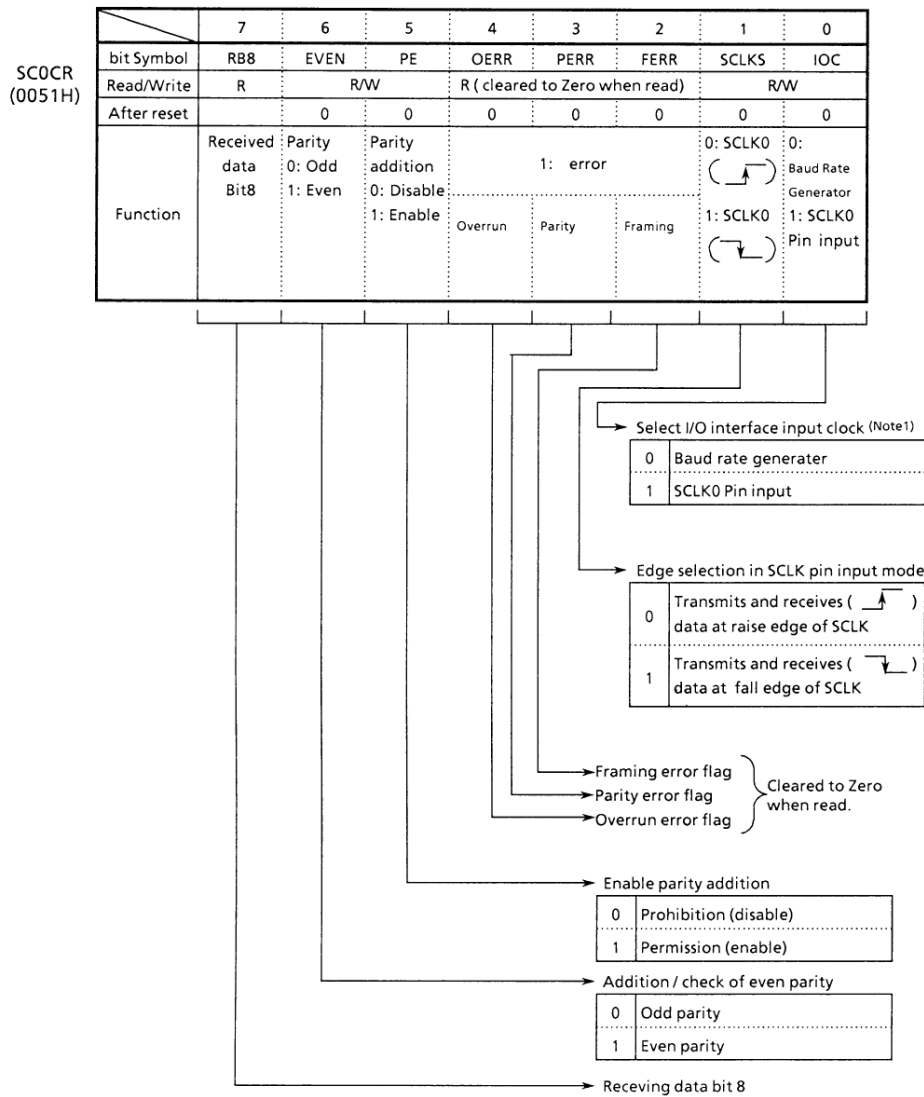 SC0CR
(0051H)
7 6 5 4 3 2 1 0
bit Symbol RB8 EVEN PE OERR PERR FERR SCLKS IOC
Read/Write R R/W R ( cleared to Zero when read) R/W
After reset 0 0 0 0 0 0 0
Function
Received
data
Bit8
Parity
0: Odd
1: Even
Parity
addition
0: Disable
1: Enable
1: error
Overrun Parity Framing
0: SCLK0
( )
1: SCLK0
( )
0:
Baud Rate
Generator
1: SCLK0
Pin input
Select I/O interface input clock (Note1)
0 Baud rate generater
1 SCLK0 Pin input
Edge selection in SCLK pin input mode
0 Transmits and receives ( )
data at raise edge of SCLK
1 Transmits and receives ( )
data at fall edge of SCLK
Framing error flag
Parity error flag
Overrun error flag
Cleared to Zero
when read.
Enable parity addition
0 Prohibition (disable)
1 Permission (enable)
Addition / check of even parity
0 Odd parity
1 Even parity
Receving data bit 8